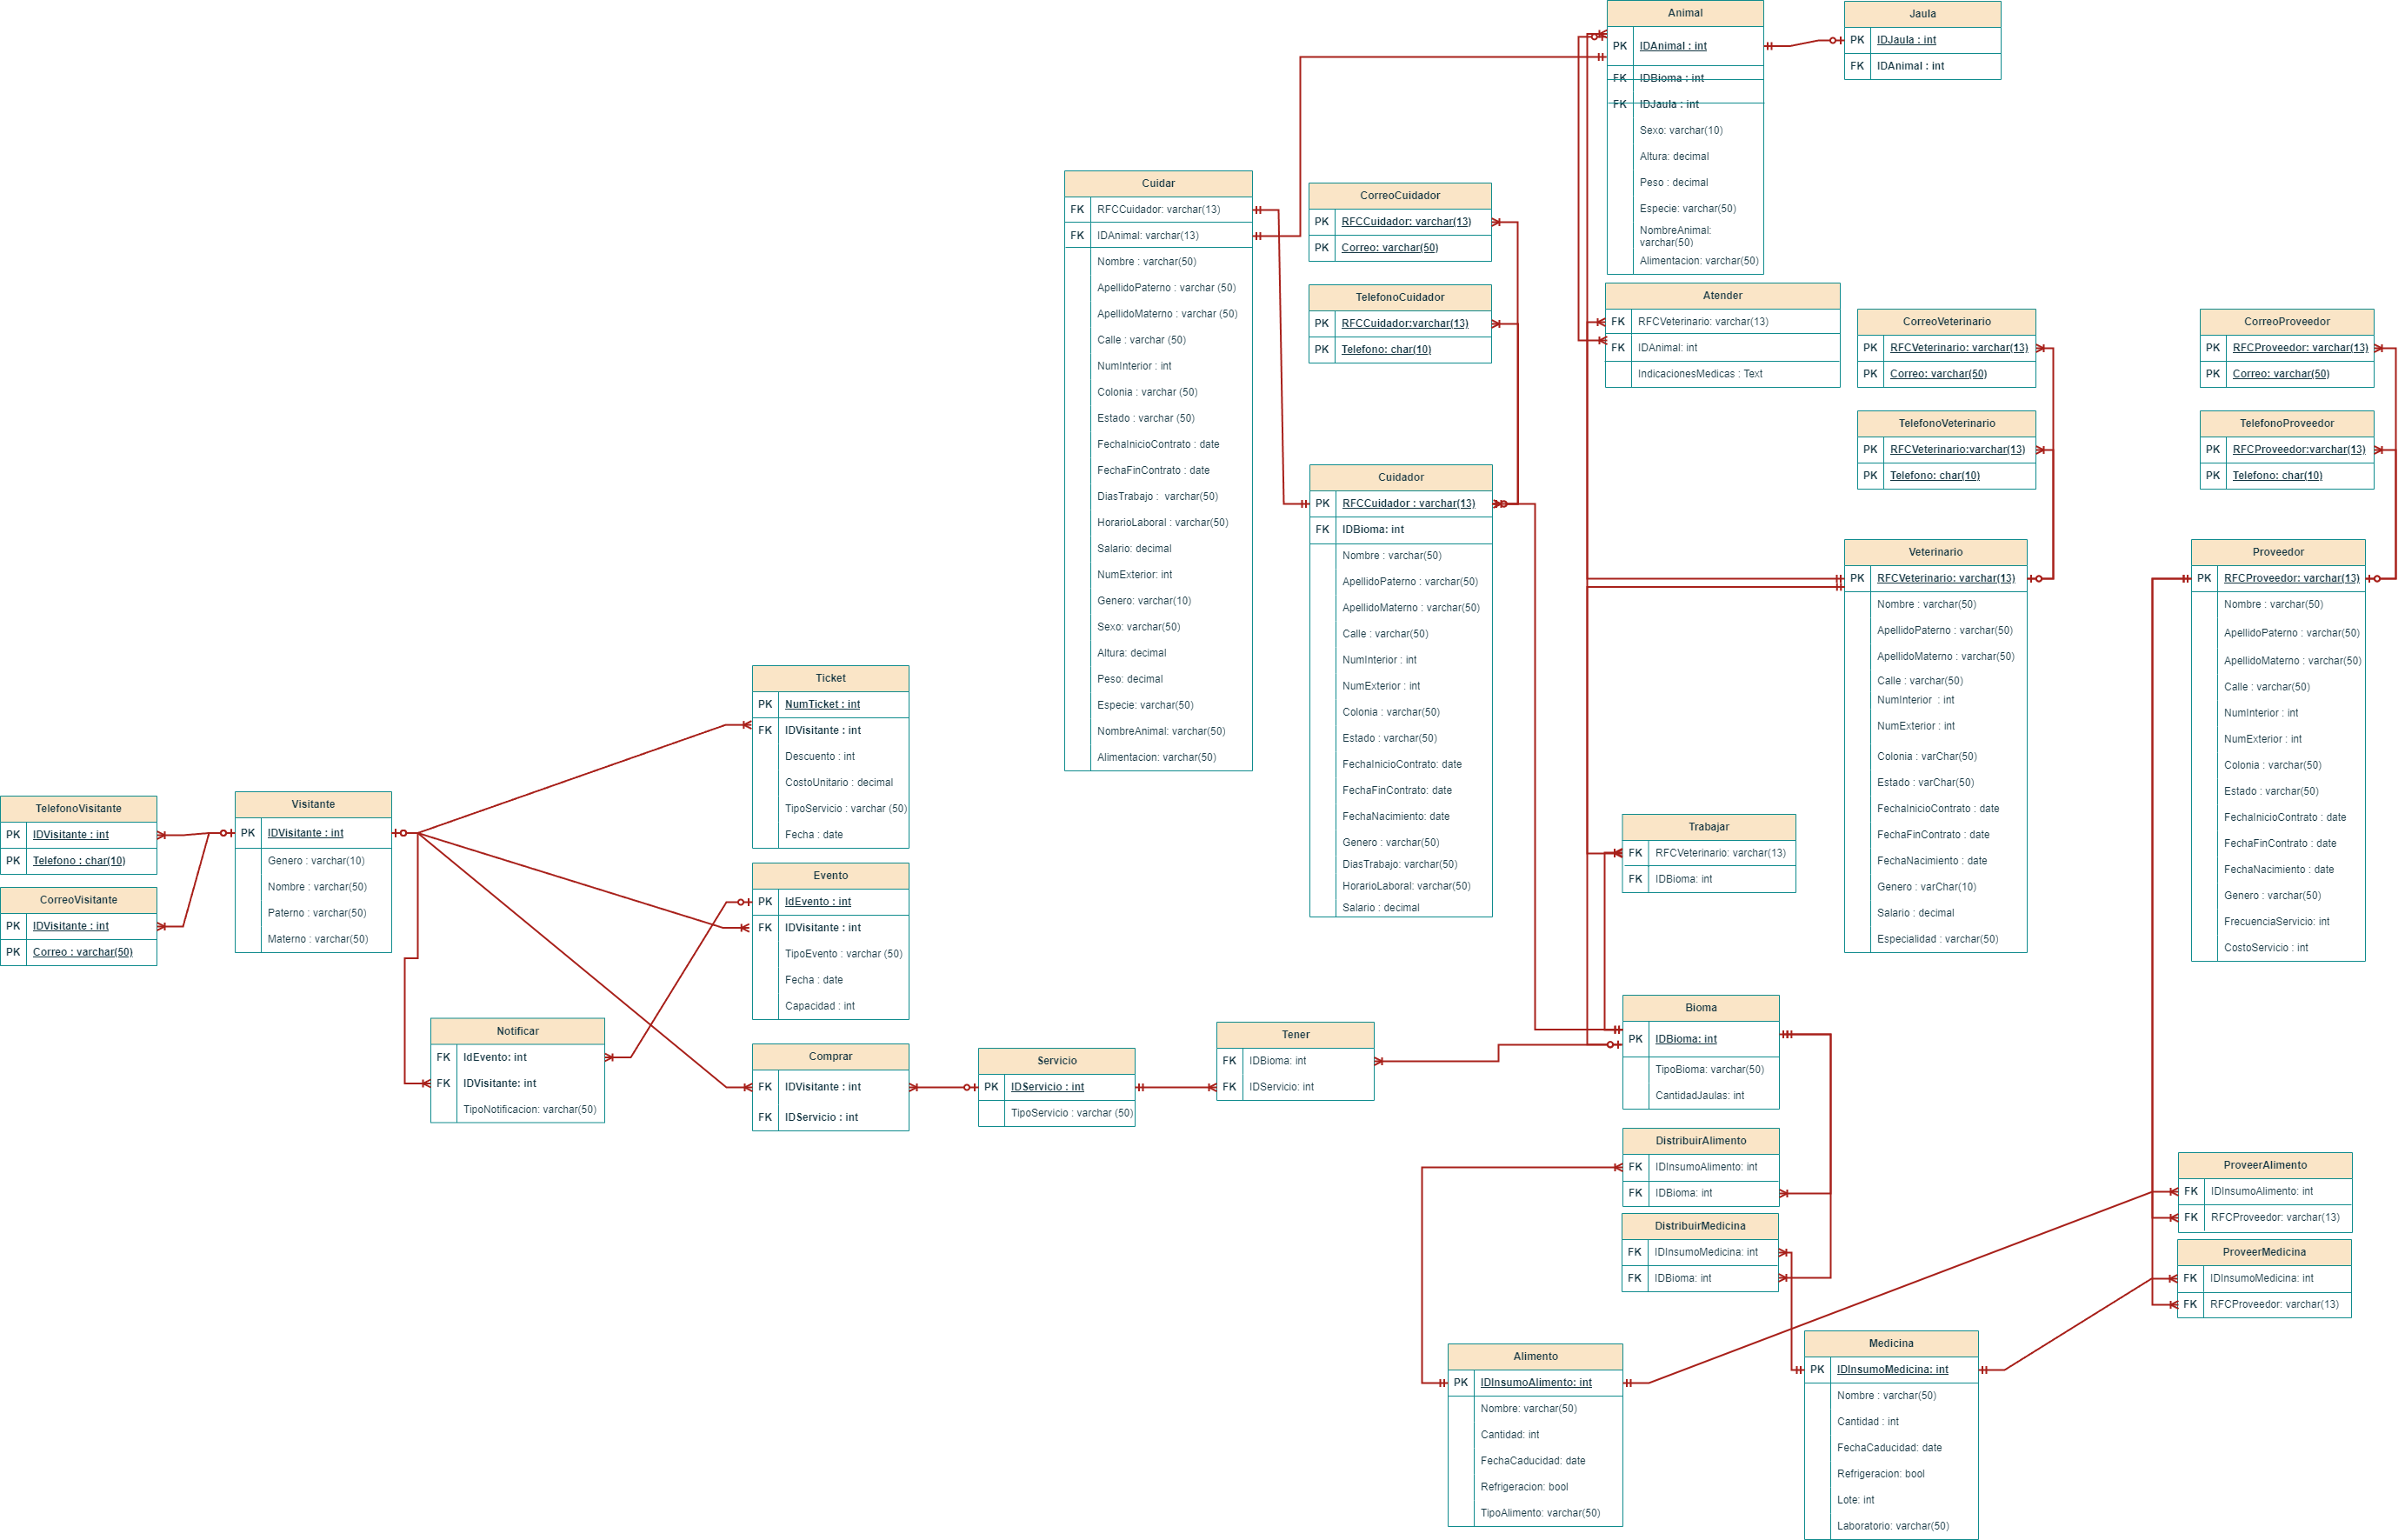 Animal
PK IDAnimal : int
FK IDBioma : int
FK IDJaula : int
Sexo: varchar(10)
Altura: decimal
Peso : decimal
Especie: varchar(50)
NombreAnimal:
varchar(50)
Alimentacion: varchar(50)
Jaula
PK IDJaula : int
FK IDAnimal : int
Cuidar
FK RFCCuidador: varchar(13)
FK IDAnimal: varchar(13)
Nombre : varchar(50)
ApellidoPaterno : varchar (50)
ApellidoMaterno : varchar (50)
Calle : varchar (50)
NumInterior : int
Colonia : varchar (50)
Estado : varchar (50)
FechaInicioContrato : date
FechaFinContrato : date
DiasTrabajo : varchar(50)
HorarioLaboral : varchar(50)
Salario: decimal
NumExterior: int
Genero: varchar(10)
Sexo: varchar(50)
Altura: decimal
Peso: decimal
Especie: varchar(50)
NombreAnimal: varchar(50)
Alimentacion: varchar(50)
CorreoCuidador
PK RFCCuidador: varchar(13)
PK Correo: varchar(50)
TelefonoCuidador
PK RFCCuidador:varchar(13)
PK Telefono: char(10)
Atender
FK RFCVeterinario: varchar(13)
FK IDAnimal: int
IndicacionesMedicas : Text
CorreoVeterinario
PK RFCVeterinario: varchar(13)
PK Correo: varchar(50)
TelefonoVeterinario
PK RFCVeterinario:varchar(13)
PK Telefono: char(10)
CorreoProveedor
PK RFCProveedor: varchar(13)
PK Correo: varchar(50)
TelefonoProveedor
PK RFCProveedor:varchar(13)
PK Telefono: char(10)
Cuidador
PK RFCCuidador : varchar(13)
FK IDBioma: int
Nombre : varchar(50)
ApellidoPaterno : varchar(50)
ApellidoMaterno : varchar(50)
Calle : varchar(50)
NumInterior : int
NumExterior : int
Colonia : varchar(50)
Estado : varchar(50)
FechaInicioContrato: date
FechaFinContrato: date
FechaNacimiento: date
Genero : varchar(50)
DiasTrabajo: varchar(50)
HorarioLaboral: varchar(50)
Salario : decimal
Veterinario
PK RFCVeterinario: varchar(13)
Nombre : varchar(50)
ApellidoPaterno : varchar(50)
ApellidoMaterno : varchar(50)
Calle : varchar(50)
NumInterior : int
NumExterior : int
Colonia : varChar(50)
Estado : varChar(50)
FechaInicioContrato : date
FechaFinContrato : date
FechaNacimiento : date
Genero : varChar(10)
Salario : decimal
Especialidad : varchar(50)
Proveedor
PK RFCProveedor: varchar(13)
Nombre : varchar(50)
ApellidoPaterno : varchar(50)
ApellidoMaterno : varchar(50)
Calle : varchar(50)
NumInterior : int
NumExterior : int
Colonia : varchar(50)
Estado : varchar(50)
FechaInicioContrato : date
FechaFinContrato : date
FechaNacimiento : date
Genero : varchar(50)
FrecuenciaServicio: int
CostoServicio : int
Ticket
PK NumTicket : int
FK IDVisitante : int
Descuento : int
CostoUnitario : decimal
TipoServicio : varchar (50)
Fecha : date
TelefonoVisitante
PK IDVisitante : int
PK Telefono : char(10)
CorreoVisitante
PK IDVisitante : int
PK Correo : varchar(50)
Visitante
PK IDVisitante : int
Genero : varchar(10)
Nombre : varchar(50)
Paterno : varchar(50)
Materno : varchar(50)
Evento
PK IdEvento : int
FK IDVisitante : int
TipoEvento : varchar (50)
Fecha : date
Capacidad : int
Trabajar
FK RFCVeterinario: varchar(13)
FK IDBioma: int
Notificar
FK IdEvento: int
FK IDVisitante: int
TipoNotificacion: varchar(50)
Comprar
FK IDVisitante : int
FK IDServicio : int
Servicio
PK IDServicio : int
TipoServicio : varchar (50)
Tener
FK IDBioma: int
FK IDServicio: int
Bioma
PK IDBioma: int
TipoBioma: varchar(50)
CantidadJaulas: int
DistribuirAlimento
FK IDInsumoAlimento: int
FK IDBioma: int
DistribuirMedicina
FK IDInsumoMedicina: int
FK IDBioma: int
ProveerAlimento
FK IDInsumoAlimento: int
FK RFCProveedor: varchar(13)
ProveerMedicina
FK IDInsumoMedicina: int
FK RFCProveedor: varchar(13)
Alimento
PK IDInsumoAlimento: int
Nombre: varchar(50)
Cantidad: int
FechaCaducidad: date
Refrigeracion: bool
TipoAlimento: varchar(50)
Medicina
PK IDInsumoMedicina: int
Nombre : varchar(50)
Cantidad : int
FechaCaducidad: date
Refrigeracion: bool
Lote: int
Laboratorio: varchar(50)